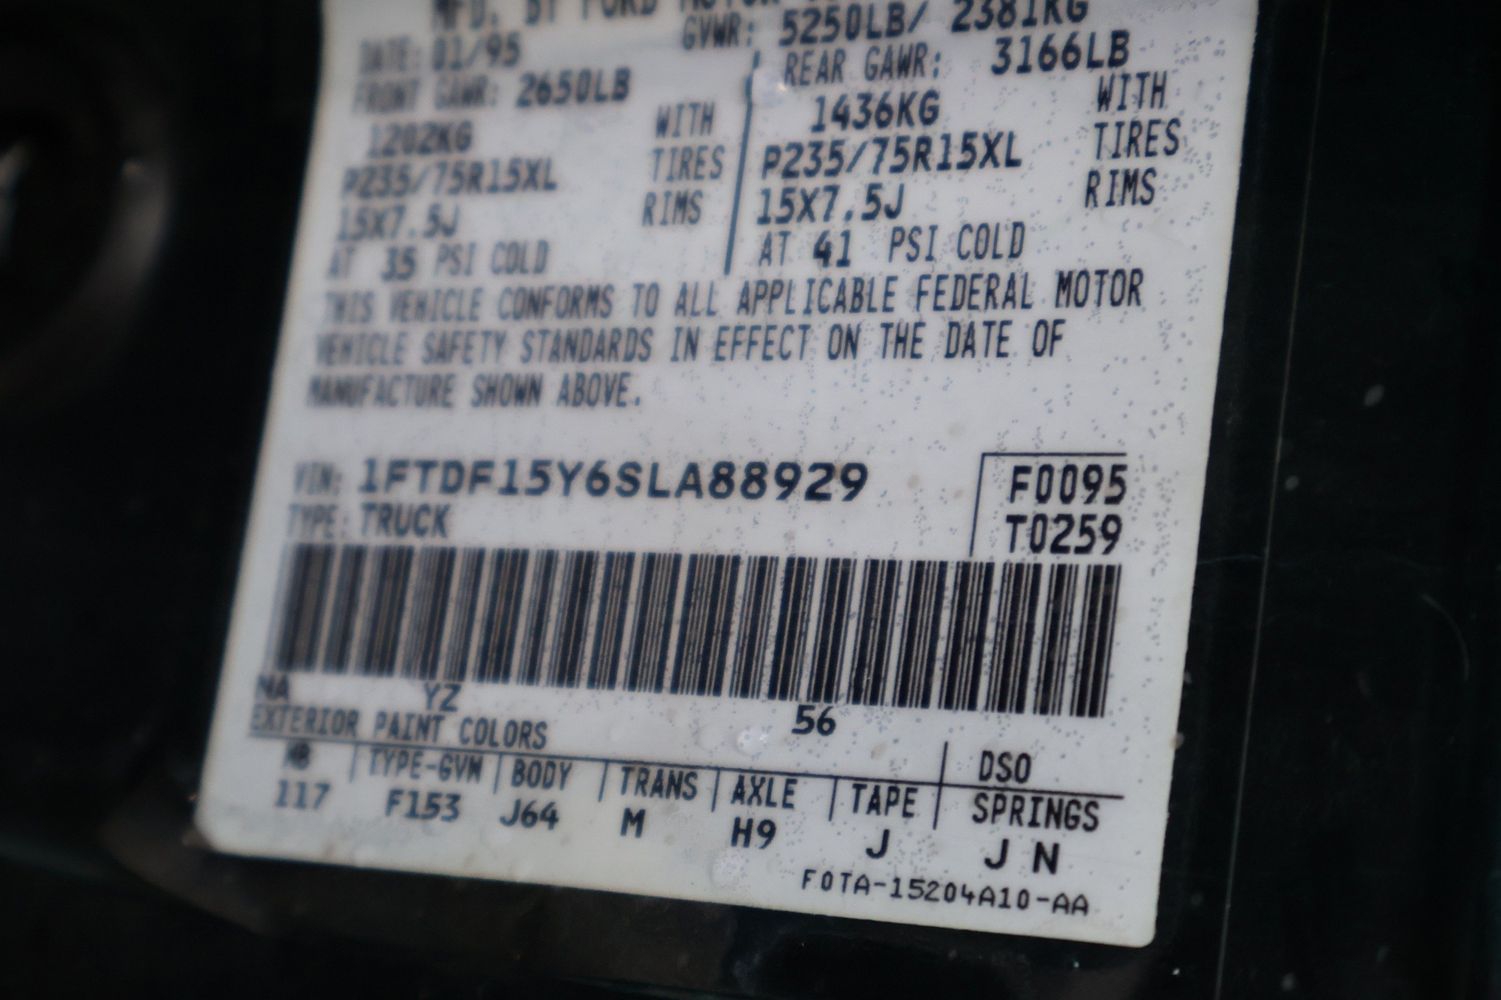 MFD. BY FORD MOTOR
DATE: 01/95 GVWR: 5250LB/ 2381KG
FRONT GAWR: 2650LB REAR GAWR: 3166LB
1202KG WITH 1436KG WITH
P235/75R15XL TIRES P235/75R15XL TIRES
15X7.5J RIMS 15X7.5J RIMS
AT 35 PSI COLD AT 41 PSI COLD
THIS VEHICLE CONFORMS TO ALL APPLICABLE FEDERAL MOTOR
VEHICLE SAFETY STANDARDS IN EFFECT ON THE DATE OF
MANUFACTURE SHOWN ABOVE.
VIN: 1FTDF15Y6SLA88929 F0095
TYPE: TRUCK T0259
NA YZ 56
EXTERIOR PAINT COLORS DSO
WB TYPE-GVW BODY TRANS AXLE TAPE SPRINGS
117 F153 J64 M H9 J J N
F0TA-15204A10-AA